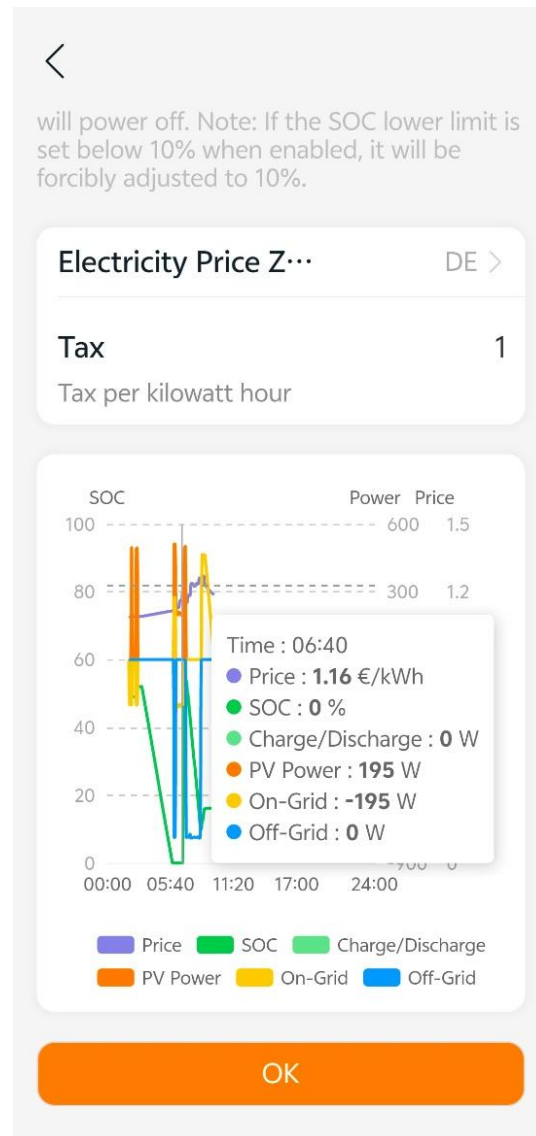 will power off. Note: If the SOC lower limit is
set below 10% when enabled, it will be
forcibly adjusted to 10%.
Electricity Price Z… DE
Tax 1
Tax per kilowatt hour
SOC Power Price
100 600 1.5
80 300 1.2
60
40
20
0 -900 0
Time : 06:40
Price : 1.16 €/kWh
SOC : 0 %
Charge/Discharge : 0 W
PV Power : 195 W
On-Grid : -195 W
Off-Grid : 0 W
00:00 05:40 11:20 17:00 24:00
Price SOC Charge/Discharge
PV Power On-Grid Off-Grid
OK